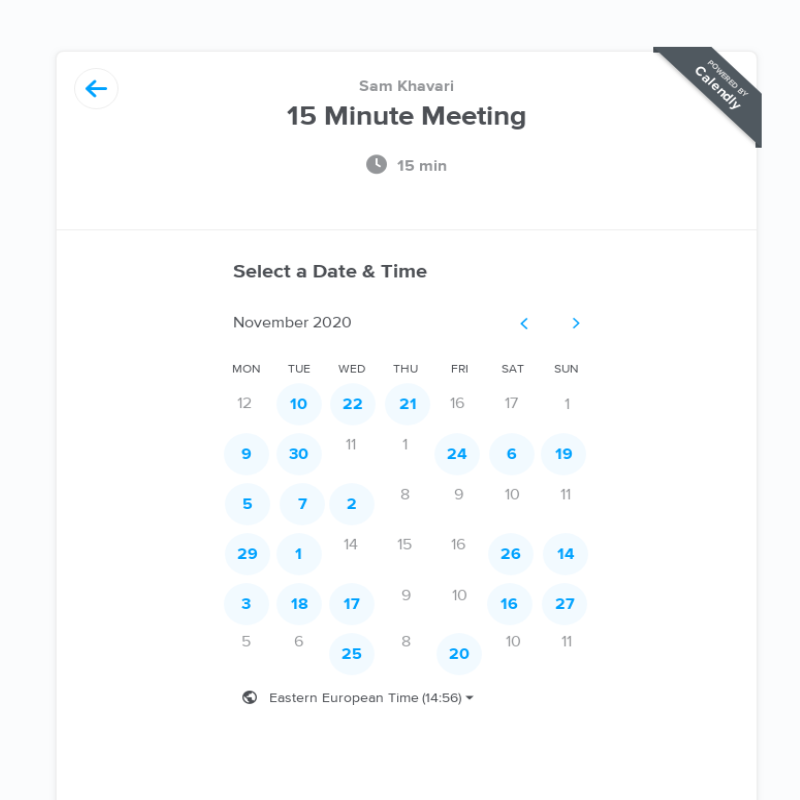 POWERED BY
Calendly
Sam Khavari
15 Minute Meeting
15 min
Select a Date & Time
November 2020
MON TUE WED THU FRI SAT SUN
12 10 22 21 16 17 1
9 30 11 1 24 6 19
5 7 2 8 9 10 11
29 1 14 15 16 26 14
3 18 17 9 10 16 27
5 6 25 8 20 10 11
Eastern European Time (14:56)